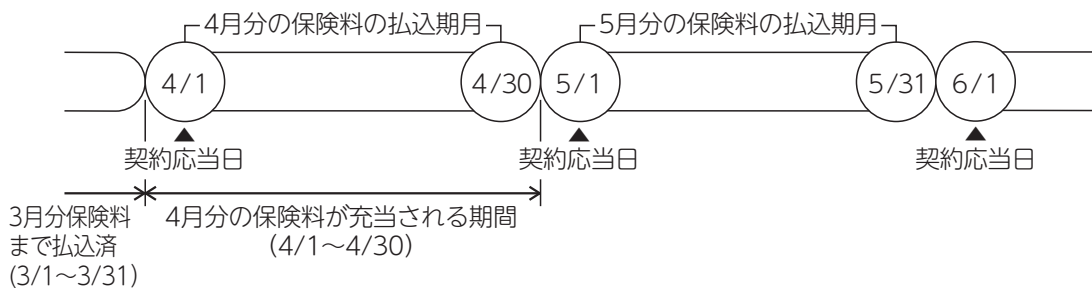 4月分の保険料の払込期月
5月分の保険料の払込期月
4/1
4/30
5/1
5/31
6/1
契約応当日
契約応当日
契約応当日
3月分保険料
まで払込済
(3/1〜3/31)
4月分の保険料が充当される期間
(4/1〜4/30)